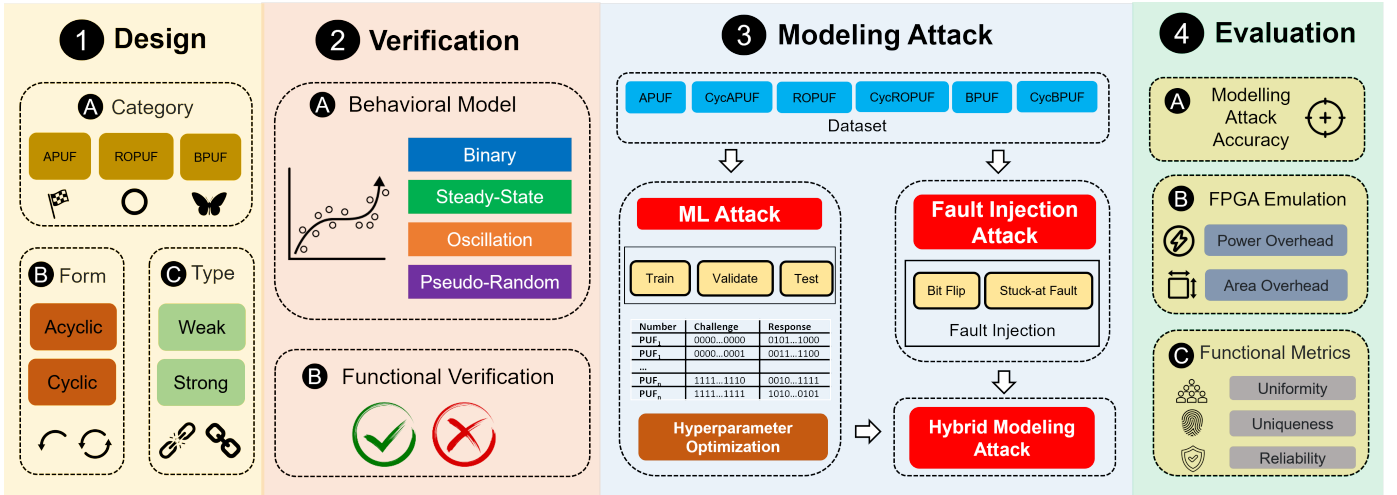 1 Design
A Category
APUF ROPUF BPUF
B Form
Acyclic
Cyclic
C Type
Weak
Strong
2 Verification
A Behavioral Model
Binary
Steady-State
Oscillation
Pseudo-Random
B Functional Verification
3 Modeling Attack
APUF CycAPUF ROPUF CycROPUF BPUF CycBPUF
Dataset
ML Attack
Train Validate Test
Number Challenge Response
PUF1 0000...0000 0101...1000
PUF1 0000...0001 0011...1100
...
PUFn 1111...1110 0010...1111
PUFn 1111...1111 1010...0101
Hyperparameter
Optimization
Fault Injection
Attack
Bit Flip Stuck-at Fault
Fault Injection
Hybrid Modeling
Attack
4 Evaluation
A Modelling
Attack
Accuracy
B FPGA Emulation
Power Overhead
Area Overhead
C Functional Metrics
Uniformity
Uniqueness
Reliability